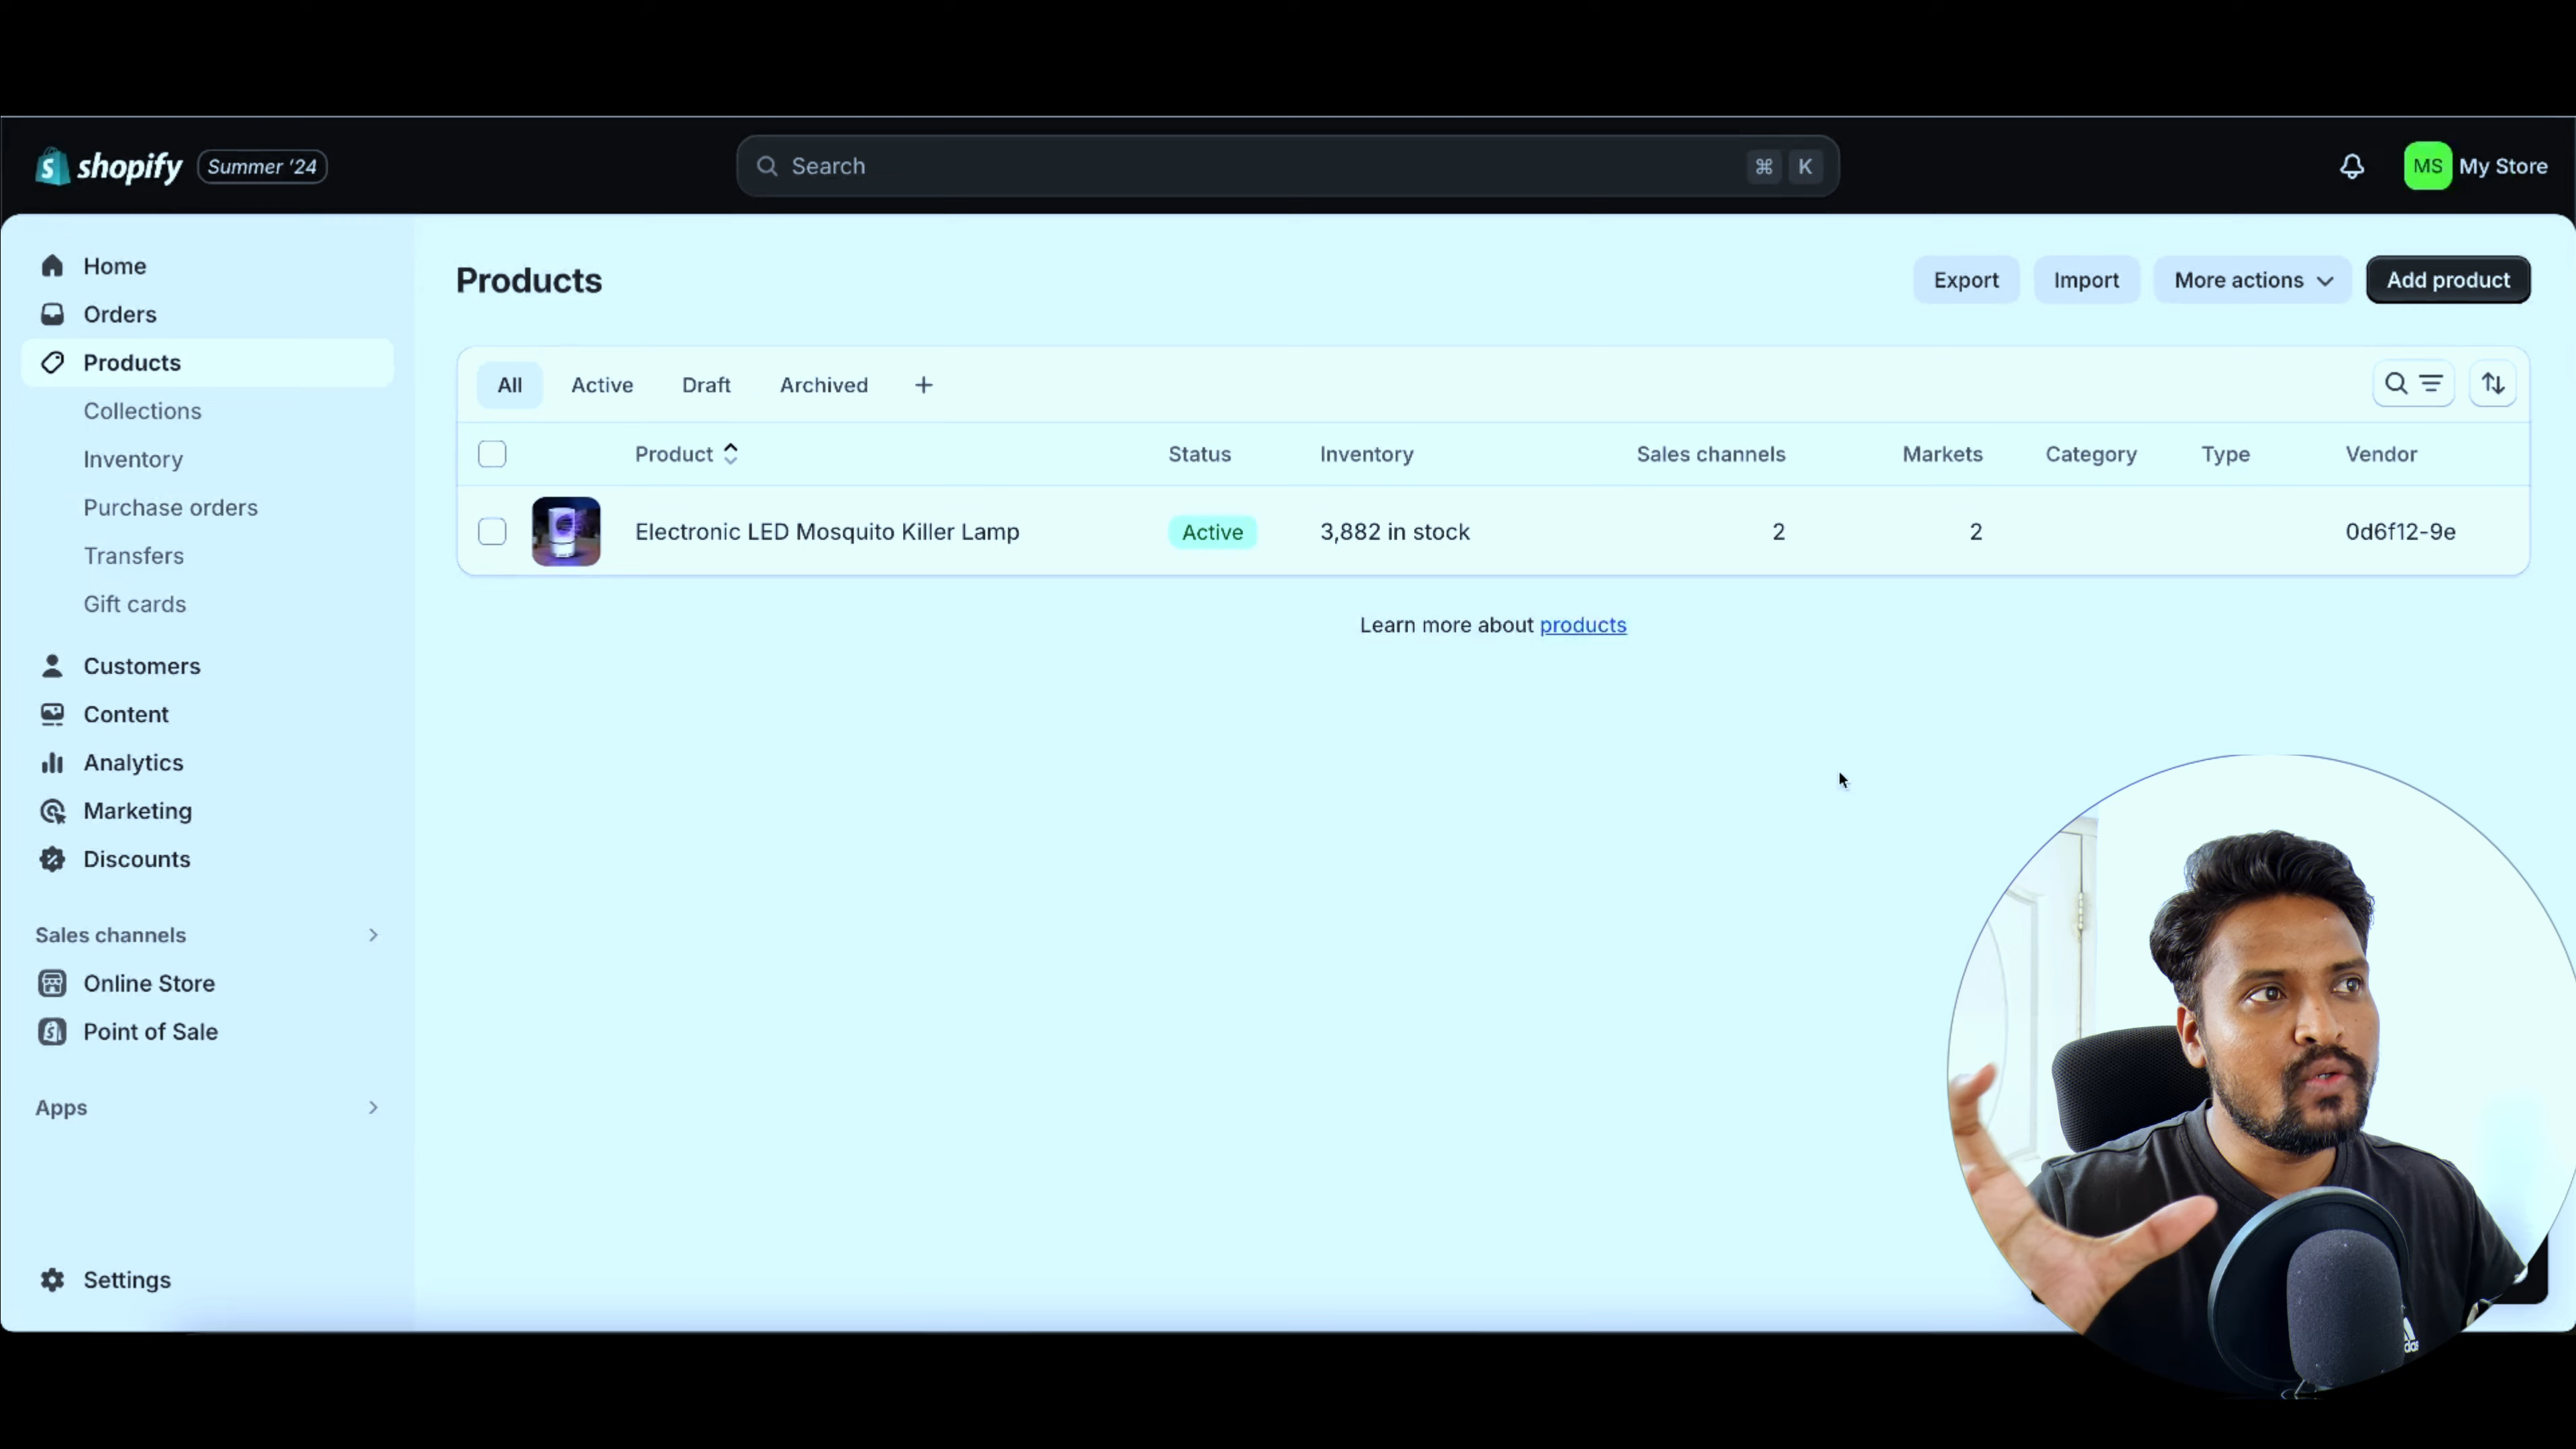 shopify Summer '24
Search ⌘ K
MS My Store
Home
Orders
Products
Collections
Inventory
Purchase orders
Transfers
Gift cards
Customers
Content
Analytics
Marketing
Discounts
Sales channels
Online Store
Point of Sale
Apps
Settings
Products
Export Import More actions Add product
All Active Draft Archived +
Product Status Inventory Sales channels Markets Category Type Vendor
Electronic LED Mosquito Killer Lamp Active 3,882 in stock 2 2 0d6f12-9e
Learn more about products